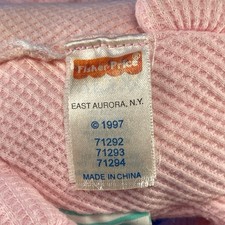 Fisher-Price
EAST AURORA, N.Y.
© 1997
71292
71293
71294
MADE IN CHINA